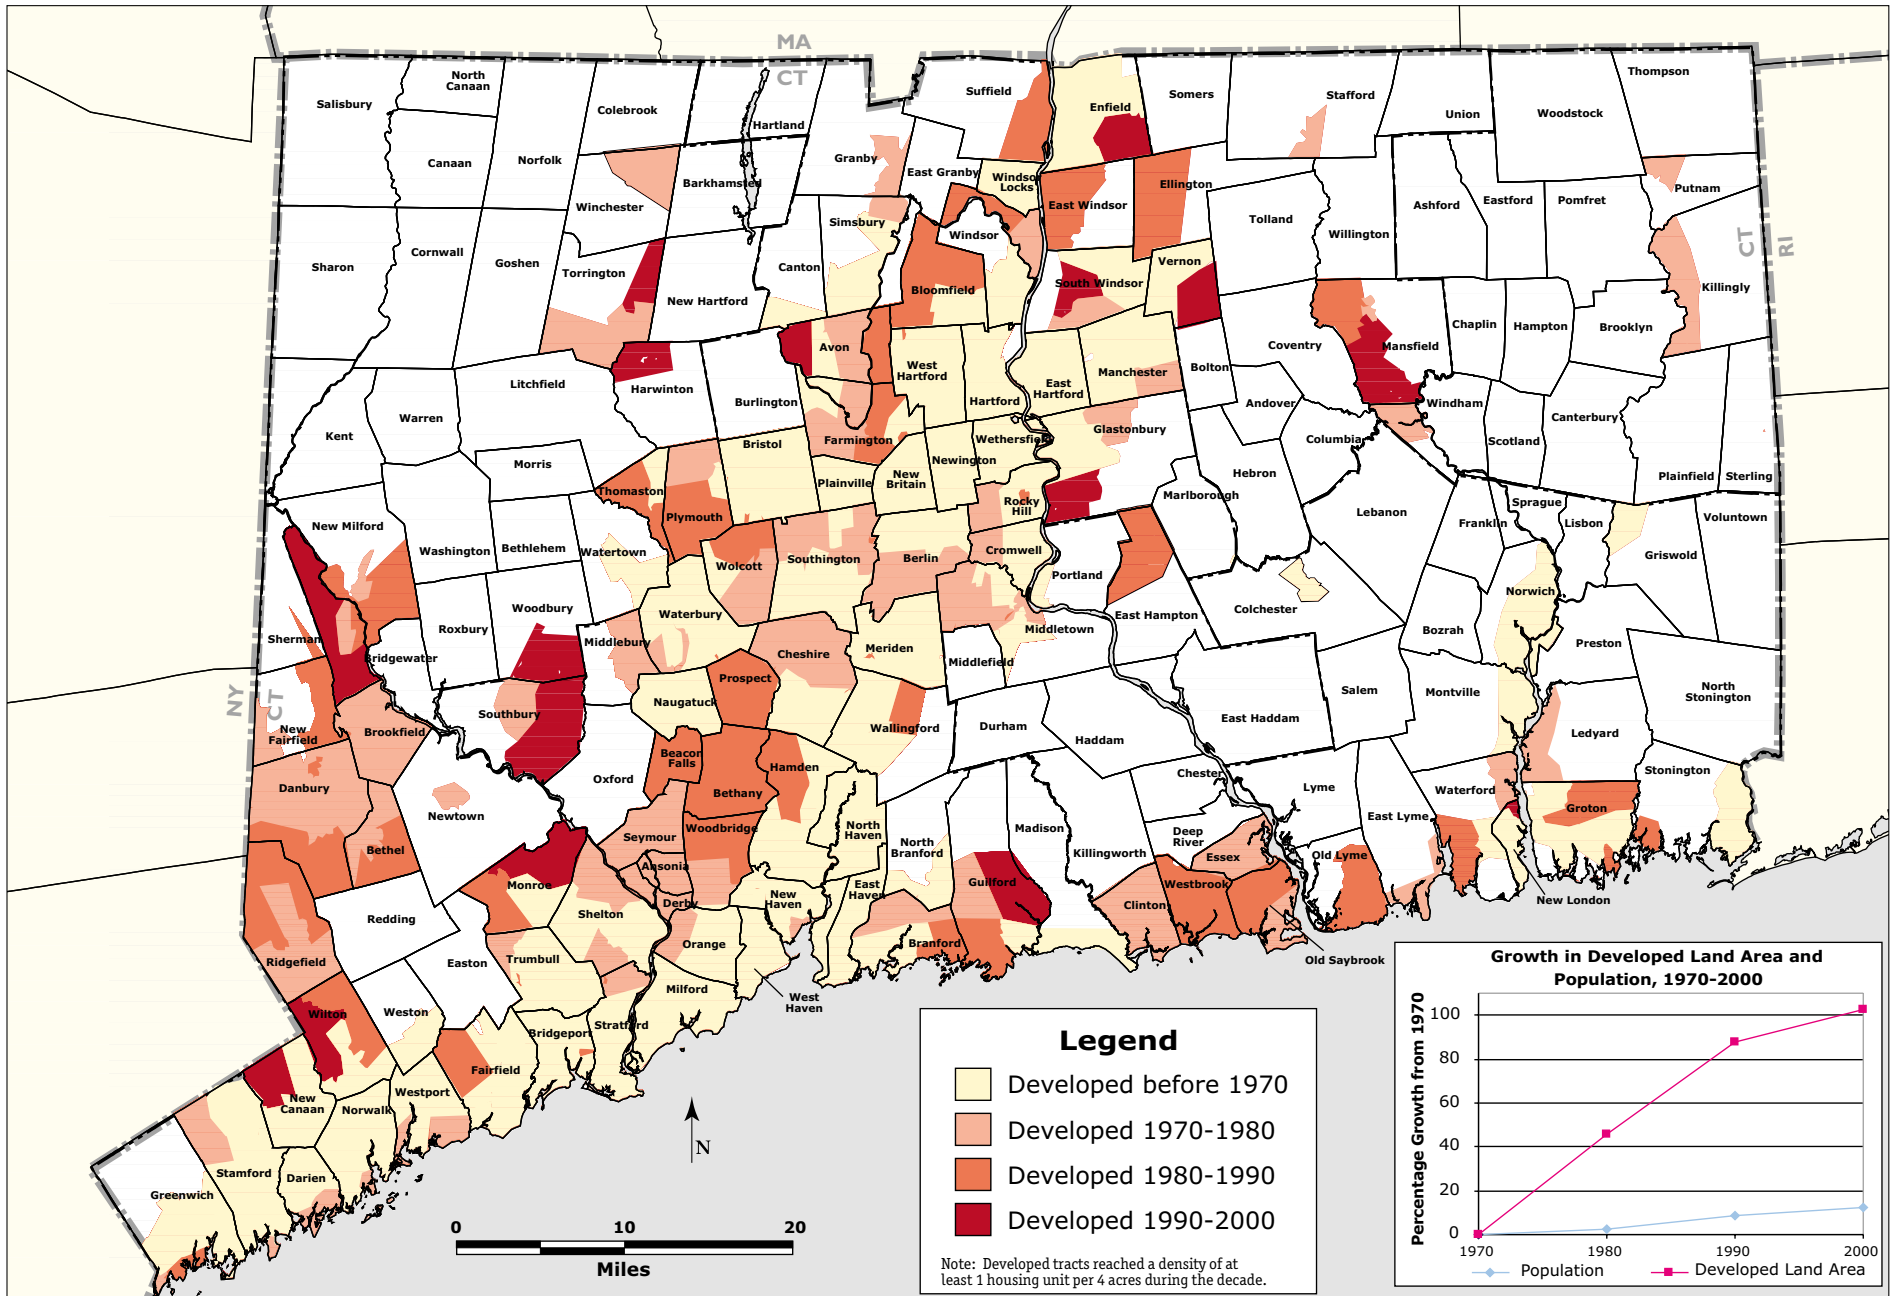 MA
CT
North
Canaan
Salisbury
Colebrook
Hartland
Suffield
Enfield
Somers
Stafford
Union
Woodstock
Thompson
Canaan
Norfolk
Winchester
Barkhamsted
Granby
East Granby
Windsor
Locks
East Windsor
Ellington
Tolland
Willington
Ashford
Eastford
Pomfret
Putnam
Sharon
Cornwall
Goshen
Torrington
New Hartford
Canton
Simsbury
Windsor
Bloomfield
South Windsor
Vernon
CT
RI
Killingly
Kent
Warren
Litchfield
Harwinton
Burlington
Avon
West
Hartford
Hartford
East
Hartford
Manchester
Bolton
Coventry
Mansfield
Chaplin
Hampton
Brooklyn
Andover
Columbia
Windham
Scotland
Canterbury
Plainfield
Sterling
Morris
Bristol
Farmington
Plainville
New
Britain
Newington
Wethersfield
Glastonbury
Hebron
Marlborough
Rocky
Hill
Thomaston
Plymouth
New Milford
Washington
Bethlehem
Watertown
Wolcott
Southington
Berlin
Cromwell
Portland
Lebanon
Franklin
Sprague
Lisbon
Griswold
Voluntown
Sherman
Roxbury
Woodbury
Waterbury
Middlebury
Cheshire
Meriden
Middlefield
Middletown
East Hampton
Colchester
Bozrah
Norwich
Preston
Bridgewater
Prospect
Naugatuck
Southbury
Wallingford
Durham
Haddam
East Haddam
Salem
Montville
North
Stonington
NY
CT
New
Fairfield
Brookfield
Beacon
Falls
Hamden
Oxford
Bethany
Chester
Lyme
Waterford
Ledyard
Stonington
Danbury
Newtown
Seymour
Woodbridge
North
Haven
North
Branford
Madison
Killingworth
Deep
River
Essex
Old Lyme
East Lyme
Groton
Bethel
Monroe
Ansonia
Derby
New
Haven
East
Haven
Guilford
Clinton
Westbrook
New London
Redding
Shelton
Orange
Branford
Old Saybrook
Ridgefield
Easton
Trumbull
Milford
West
Haven
Wilton
Weston
Bridgeport
Stratford
Fairfield
New
Canaan
Norwalk
Westport
Stamford
Darien
Greenwich
N
0 10 20
Miles
Legend
Developed before 1970
Developed 1970-1980
Developed 1980-1990
Developed 1990-2000
Note: Developed tracts reached a density of at
least 1 housing unit per 4 acres during the decade.
Growth in Developed Land Area and
Population, 1970-2000
Percentage Growth from 1970
100
80
60
40
20
0
1970 1980 1990 2000
Population Developed Land Area